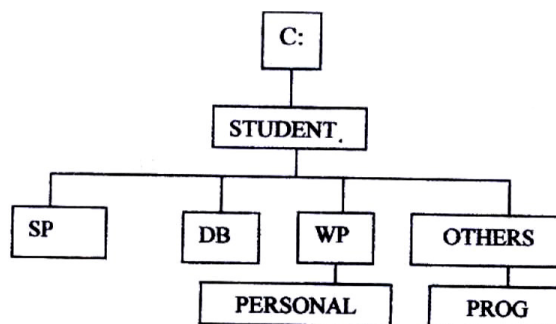 C:
STUDENT.
SP DB WP OTHERS
PERSONAL PROG